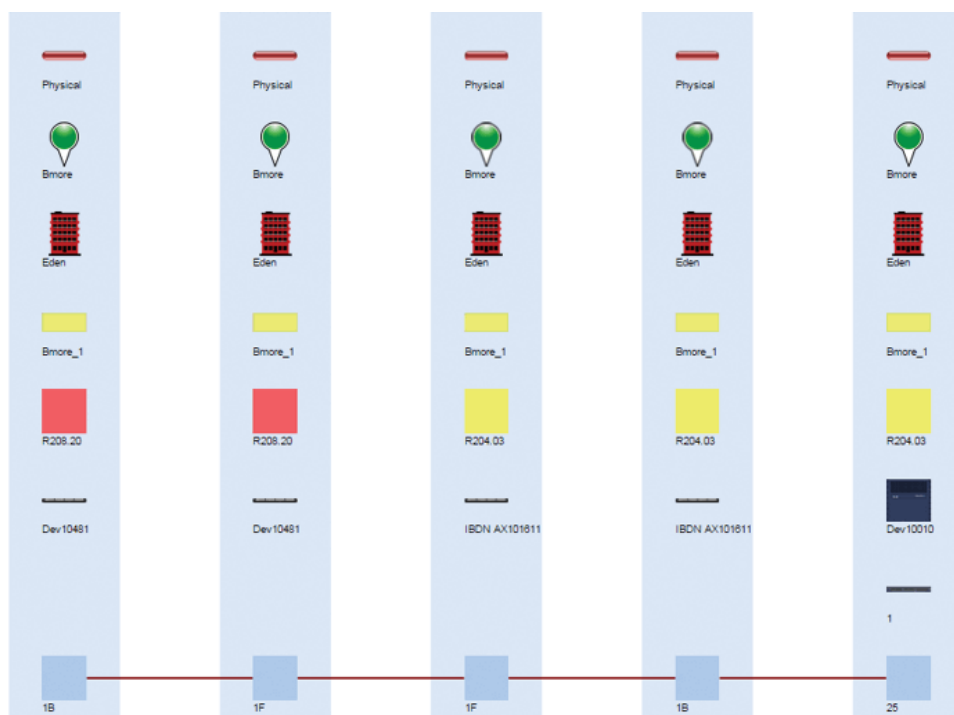 Physical Physical Physical Physical Physical
Bmore Bmore Bmore Bmore Bmore
Eden Eden Eden Eden Eden
Bmore_1 Bmore_1 Bmore_1 Bmore_1 Bmore_1
R208.20 R208.20 R204.03 R204.03 R204.03
Dev10481 Dev10481 IBDN AX101611 IBDN AX101611 Dev10010
1
1B 1F 1F 1B 25